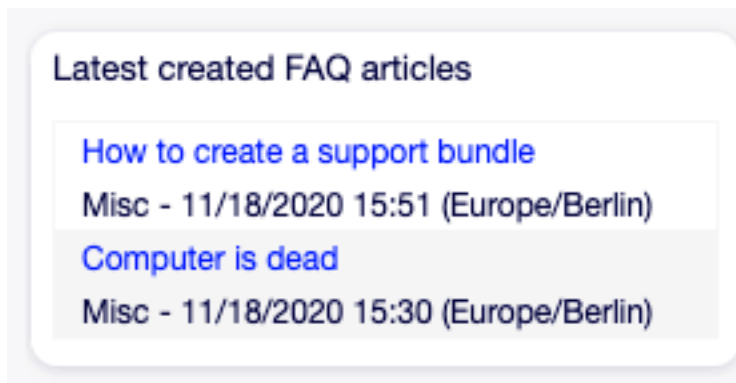 Latest created FAQ articles
How to create a support bundle
Misc - 11/18/2020 15:51 (Europe/Berlin)
Computer is dead
Misc - 11/18/2020 15:30 (Europe/Berlin)